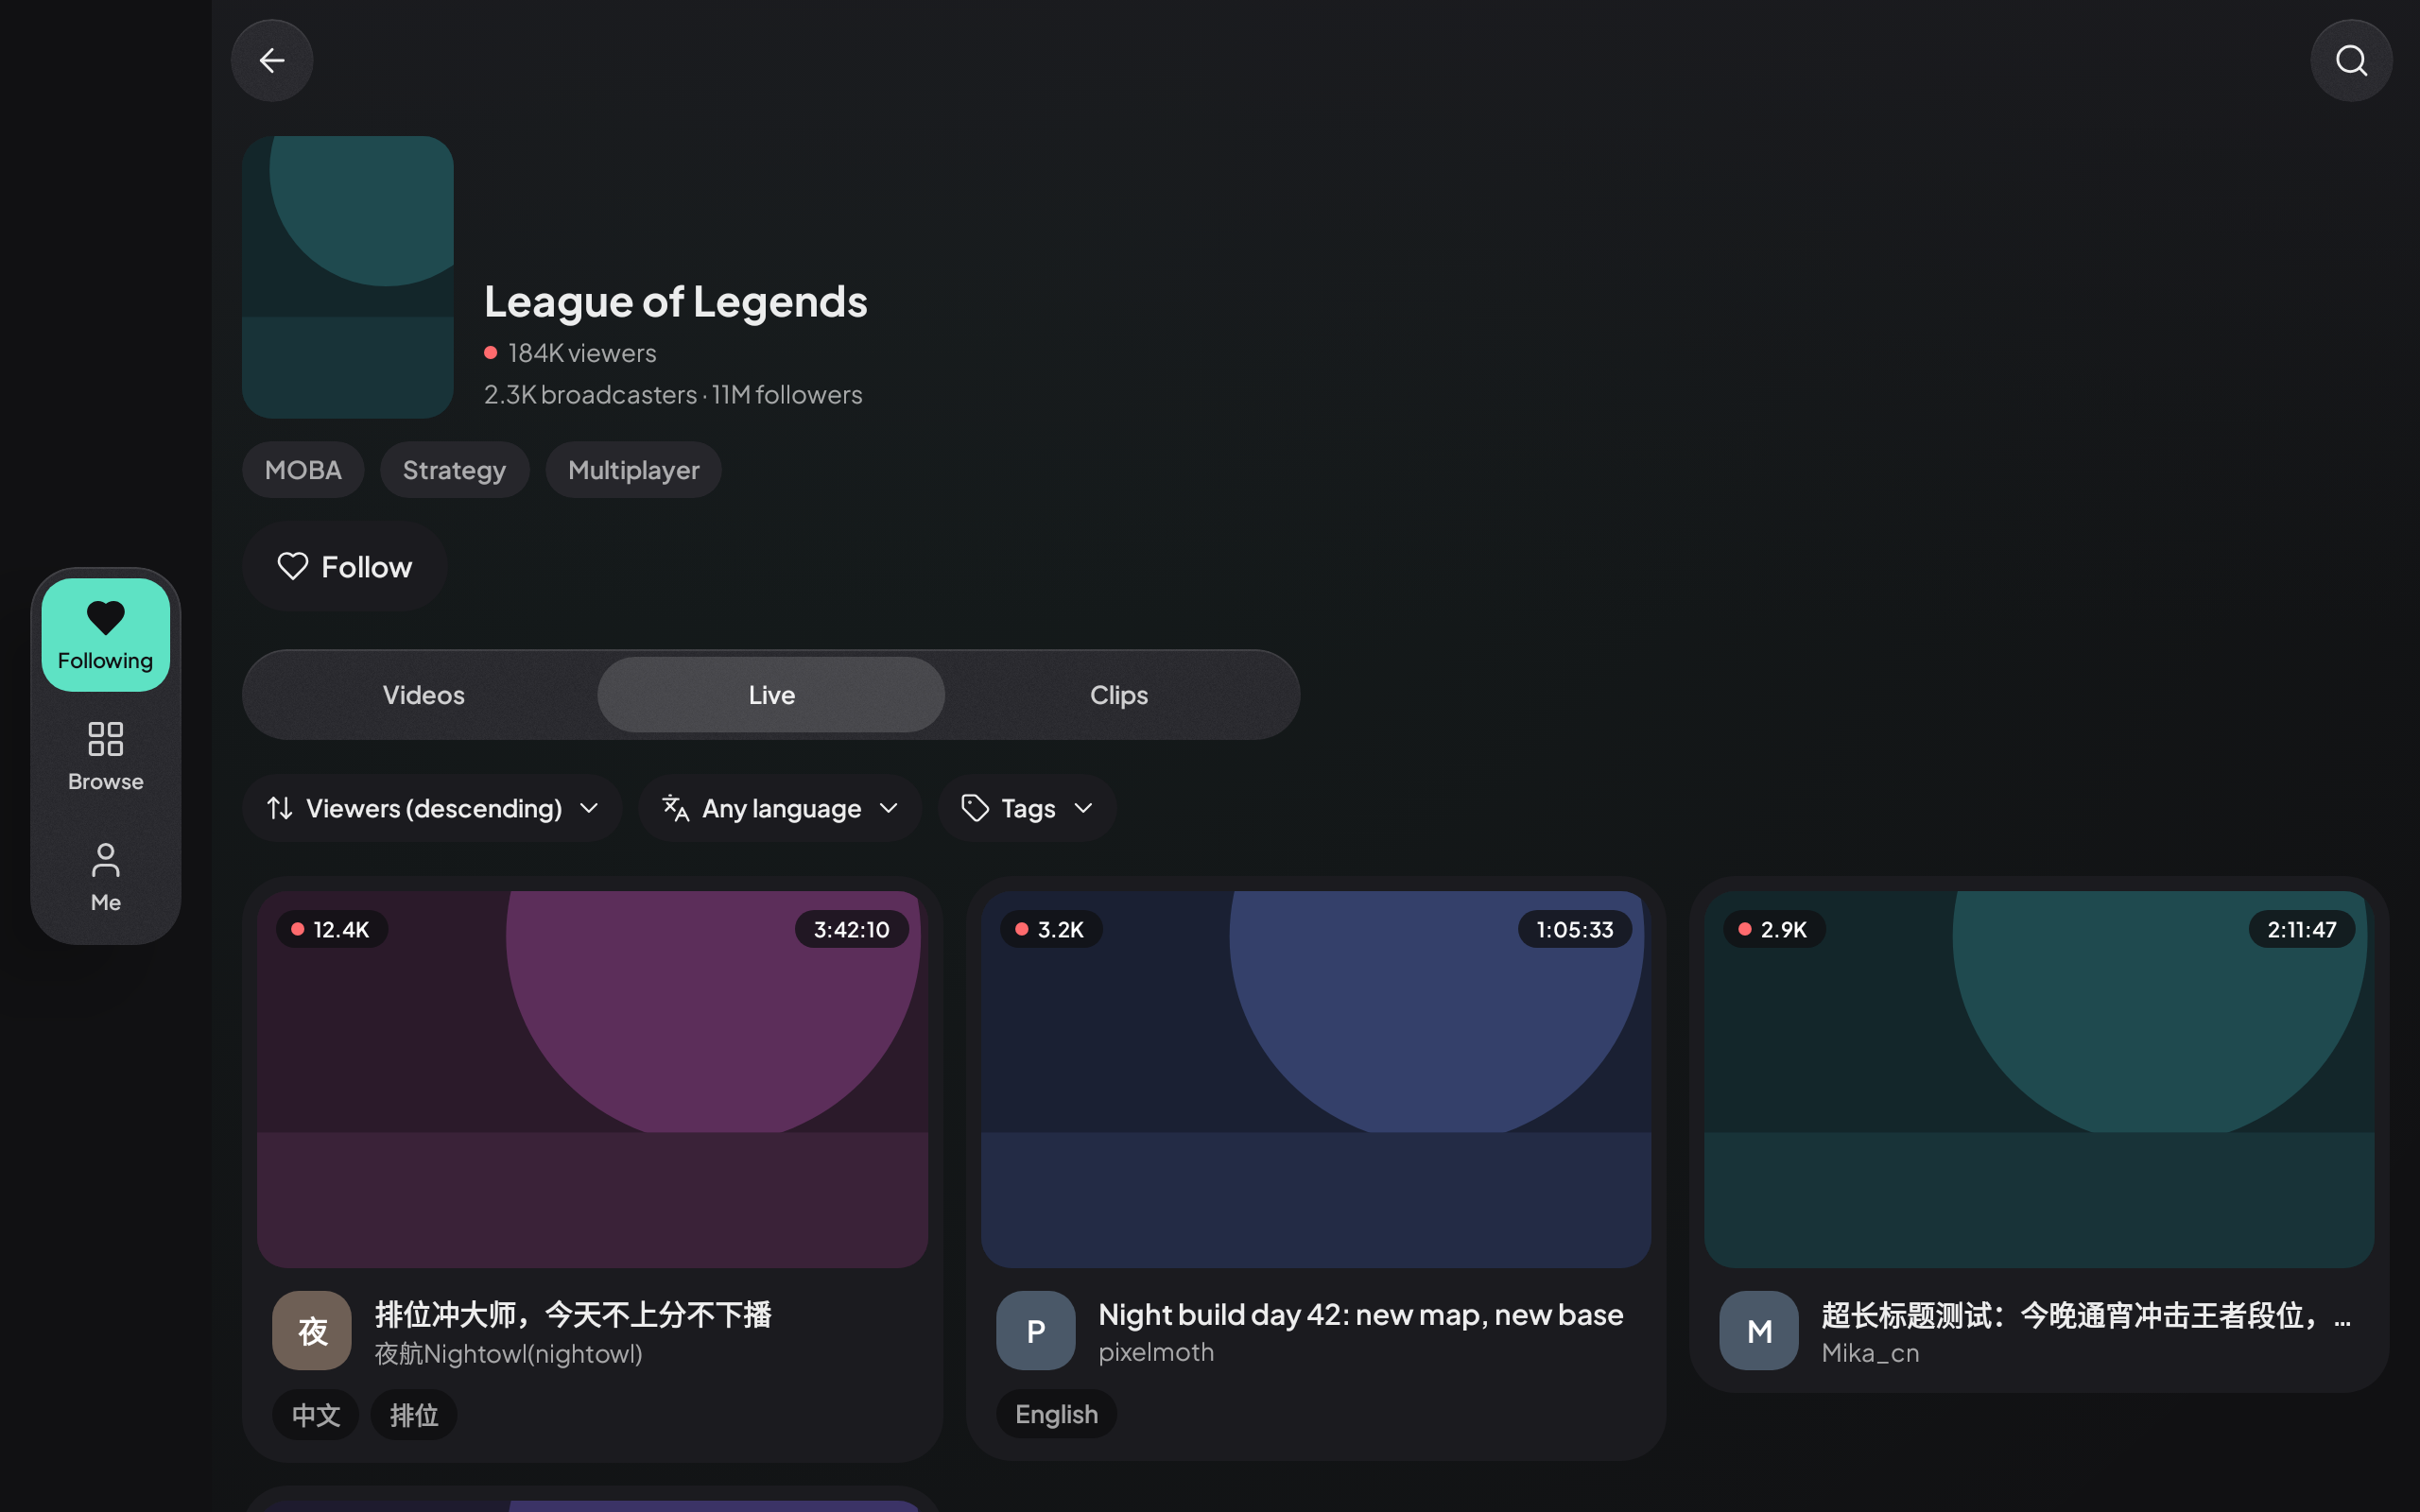 League of Legends
184K viewers
2.3K broadcasters · 11M followers
MOBA
Strategy
Multiplayer
Follow
Following
Browse
Me
Videos
Live
Clips
Viewers (descending)
Any language
Tags
12.4K
3:42:10
3.2K
1:05:33
2.9K
2:11:47
夜
排位冲大师，今天不上分不下播
夜航Nightowl(nightowl)
中文
排位
P
Night build day 42: new map, new base
pixelmoth
English
M
超长标题测试：今晚通宵冲击王者段位，...
Mika_cn